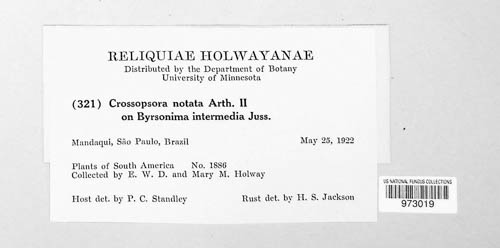 RELIQUIAE HOLWAYANAE
Distributed by the Department of Botany
University of Minnesota
(321) Crossopsora notata Arth. II
on Byrsonima intermedia Juss.
Mandaqui, São Paulo, Brazil May 25, 1922
Plants of South America No. 1886
Collected by E. W. D. and Mary M. Holway
Host det. by P. C. Standley Rust det. by H. S. Jackson
US NATIONAL FUNGUS COLLECTIONS
973019